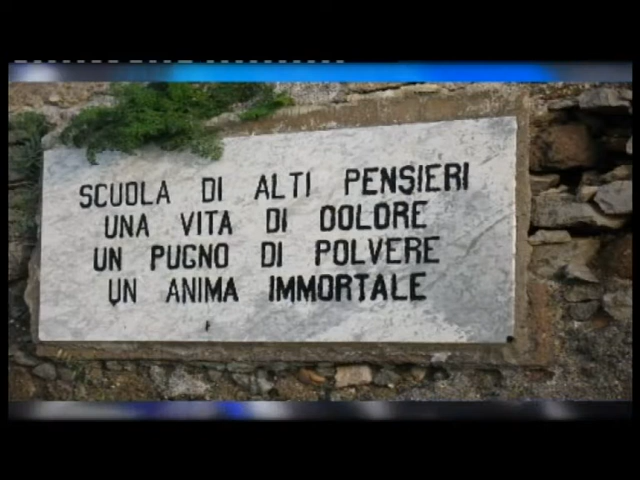 SCUOLA DI ALTI PENSIERI
UNA VITA DI DOLORE
UN PUGNO DI POLVERE
UN ANIMA IMMORTALE